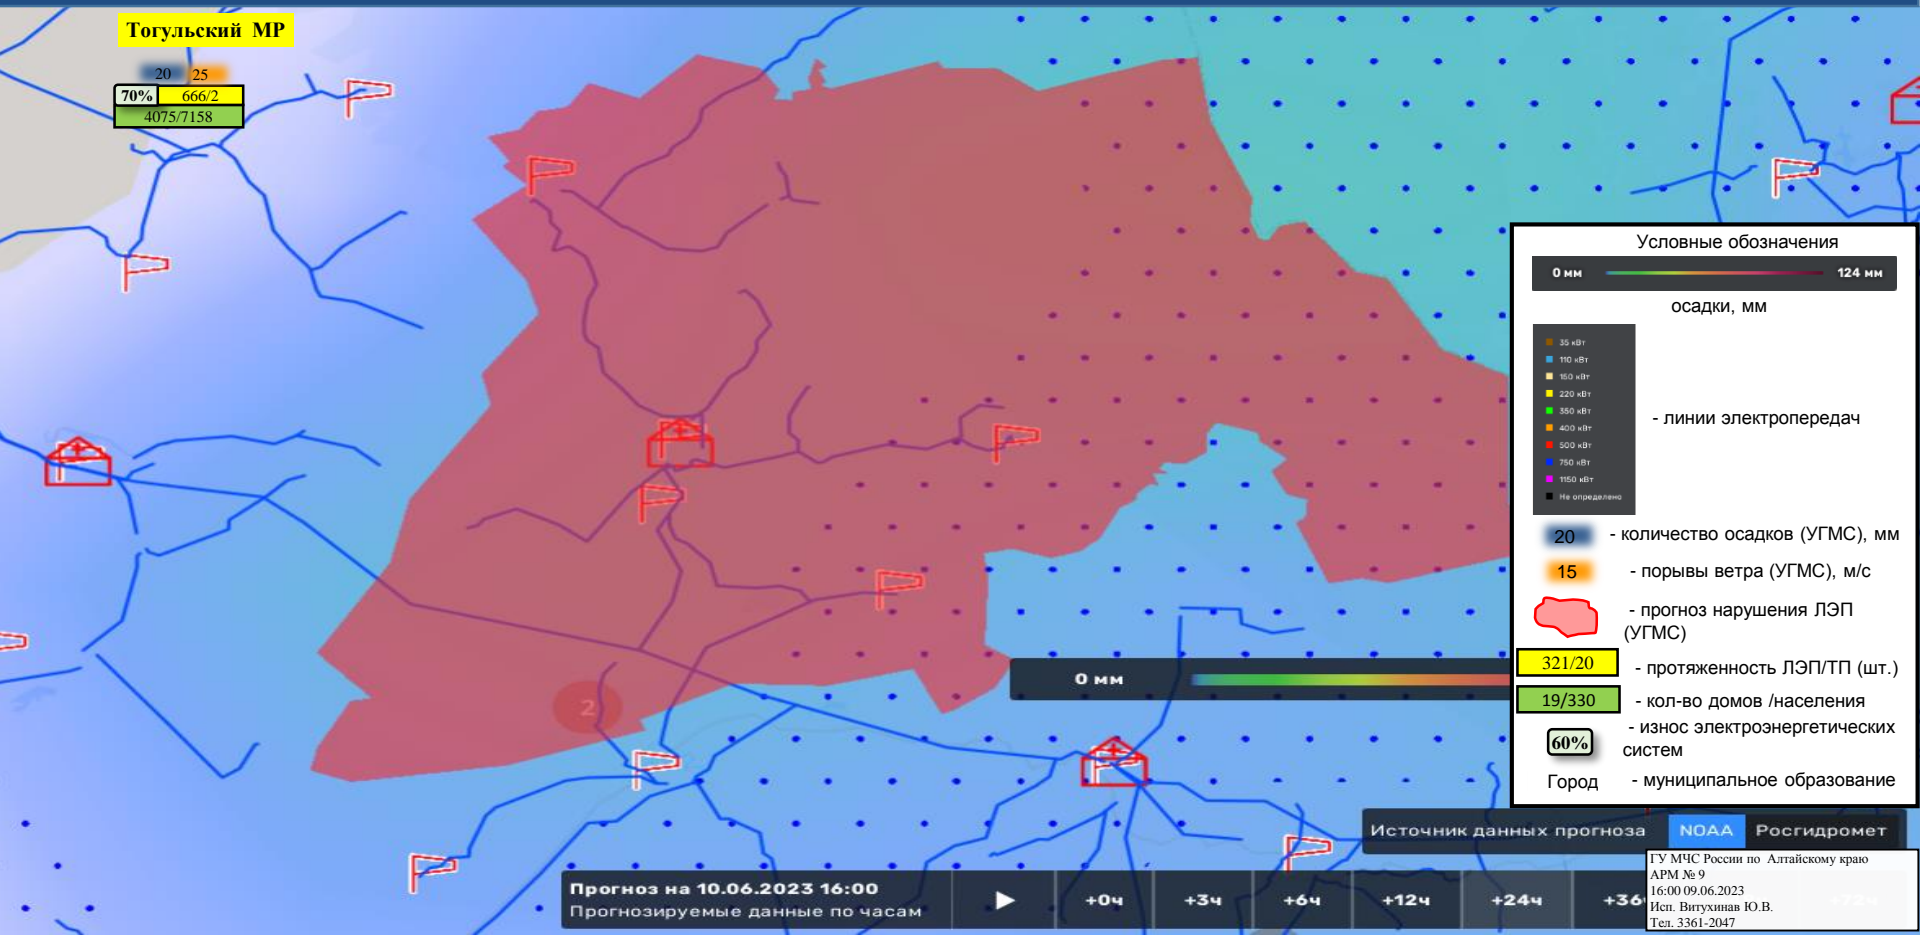 Тогульский МР
20 25
70% 666/2
4075/7158
2
Условные обозначения
0 мм 124 мм
осадки, мм
35 кВт
110 кВт
150 кВт
220 кВт
350 кВт
400 кВт
500 кВт
750 кВт
1150 кВт
Не определено
- линии электропередач
20 - количество осадков (УГМС), мм
15 - порывы ветра (УГМС), м/с
- прогноз нарушения ЛЭП
(УГМС)
321/20 - протяженность ЛЭП/ТП (шт.)
19/330 - кол-во домов /населения
60% - износ электроэнергетических
систем
Город - муниципальное образование
0 мм
Источник данных прогноза NOAA Росгидромет
Прогноз на 10.06.2023 16:00
Прогнозируемые данные по часам
+0ч +3ч +6ч +12ч +24ч +36
ГУ МЧС России по Алтайскому краю
АРМ № 9
16:00 09.06.2023
Исп. Витухинав Ю.В.
Тел. 3361-2047